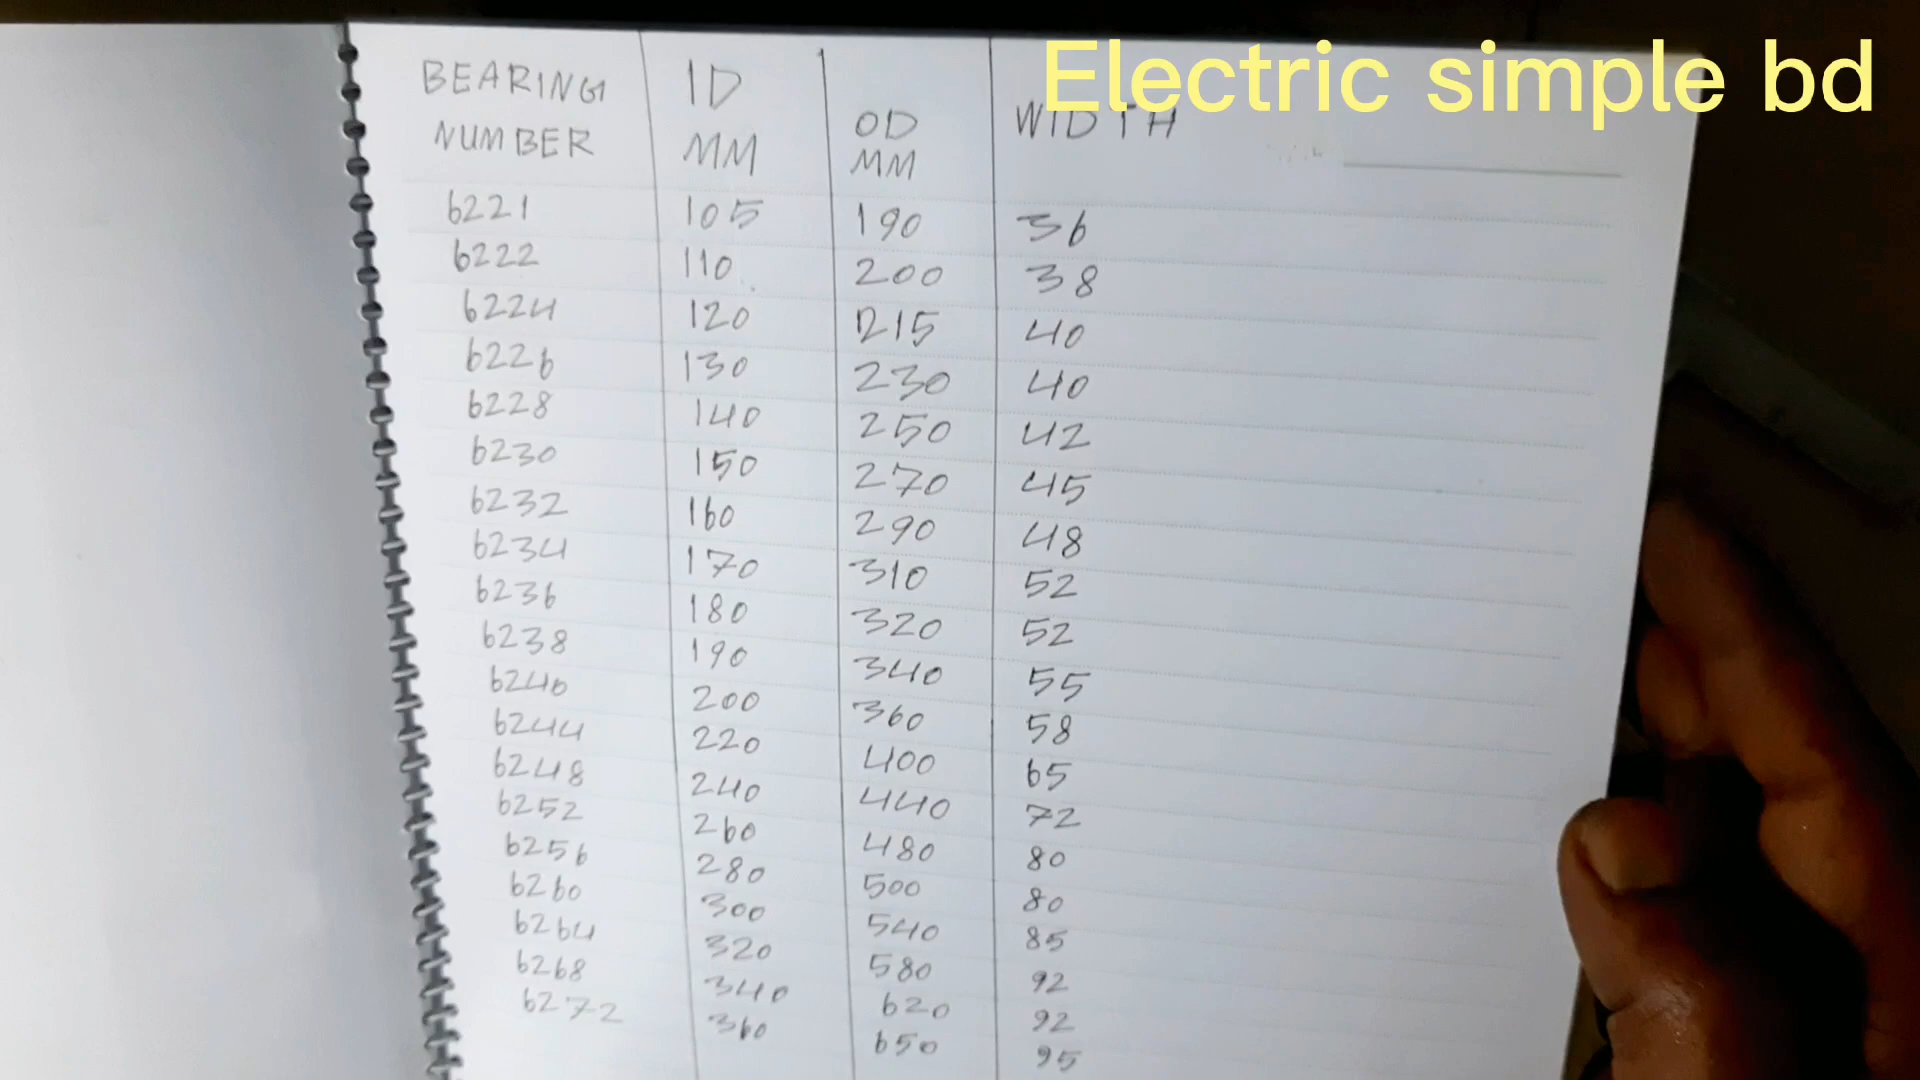 Electric simple bd
BEARING NUMBER ID MM OD MM WIDTH
6221 105 190 36
6222 110 200 38
6224 120 215 40
6226 130 230 40
6228 140 250 42
6230 150 270 45
6232 160 290 48
6234 170 310 52
6236 180 320 52
6238 190 340 55
6240 200 360 58
6244 220 400 65
6248 240 440 72
6252 260 480 80
6256 280 500 80
6260 300 540 85
6264 320 580 92
6268 340 620 92
6272 360 650 95